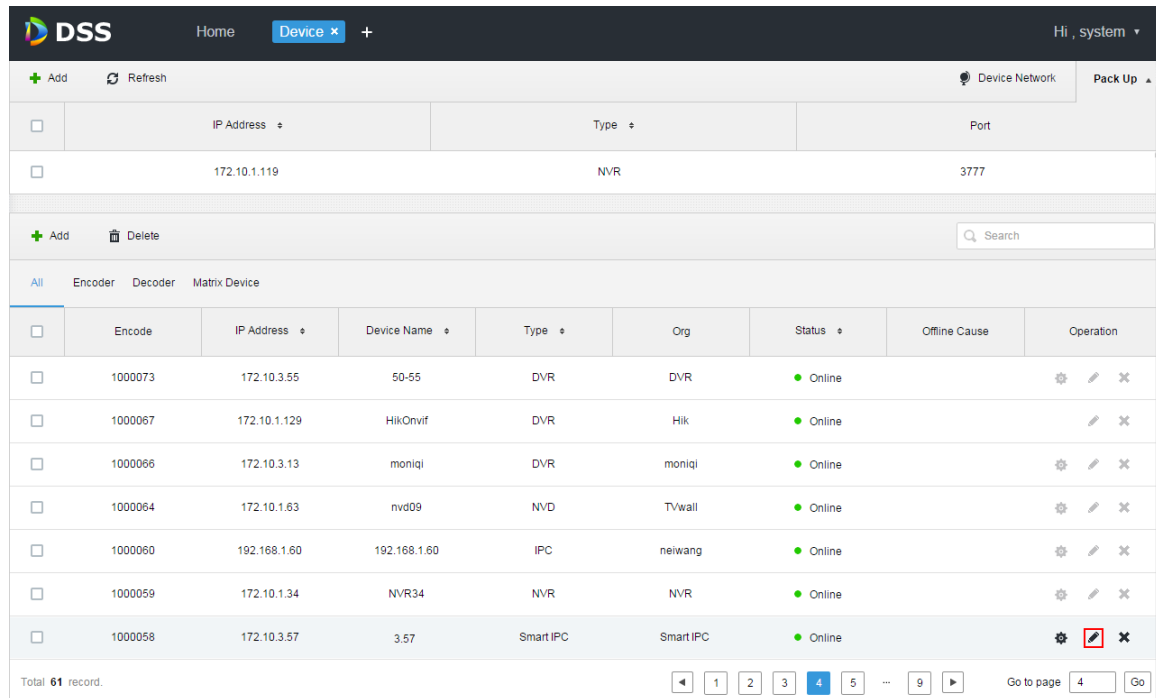 DSS Home Device × + Hi , system ▾
Add Refresh Device Network Pack Up ▲
IP Address Type Port
172.10.1.119 NVR 3777
Add Delete Search
All Encoder Decoder Matrix Device
Encode IP Address Device Name Type Org Status Offline Cause Operation
1000073 172.10.3.55 50-55 DVR DVR Online
1000067 172.10.1.129 HikOnvif DVR Hik Online
1000066 172.10.3.13 moniqi DVR moniqi Online
1000064 172.10.1.63 nvd09 NVD TVwall Online
1000060 192.168.1.60 192.168.1.60 IPC neiwang Online
1000059 172.10.1.34 NVR34 NVR NVR Online
1000058 172.10.3.57 3.57 Smart IPC Smart IPC Online
Total 61 record. 1 2 3 4 5 ... 9 Go to page 4 Go